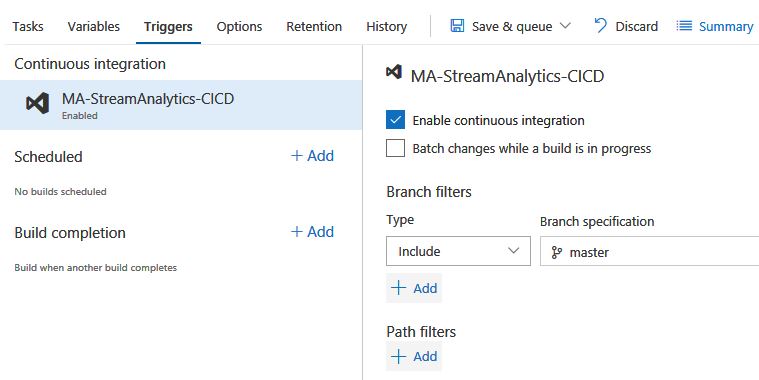 Tasks Variables Triggers Options Retention History Save & queue Discard Summary
Continuous integration
MA-StreamAnalytics-CICD
Enabled
Scheduled + Add
No builds scheduled
Build completion + Add
Build when another build completes
MA-StreamAnalytics-CICD
Enable continuous integration
Batch changes while a build is in progress
Branch filters
Type Branch specification
Include master
+ Add
Path filters
+ Add